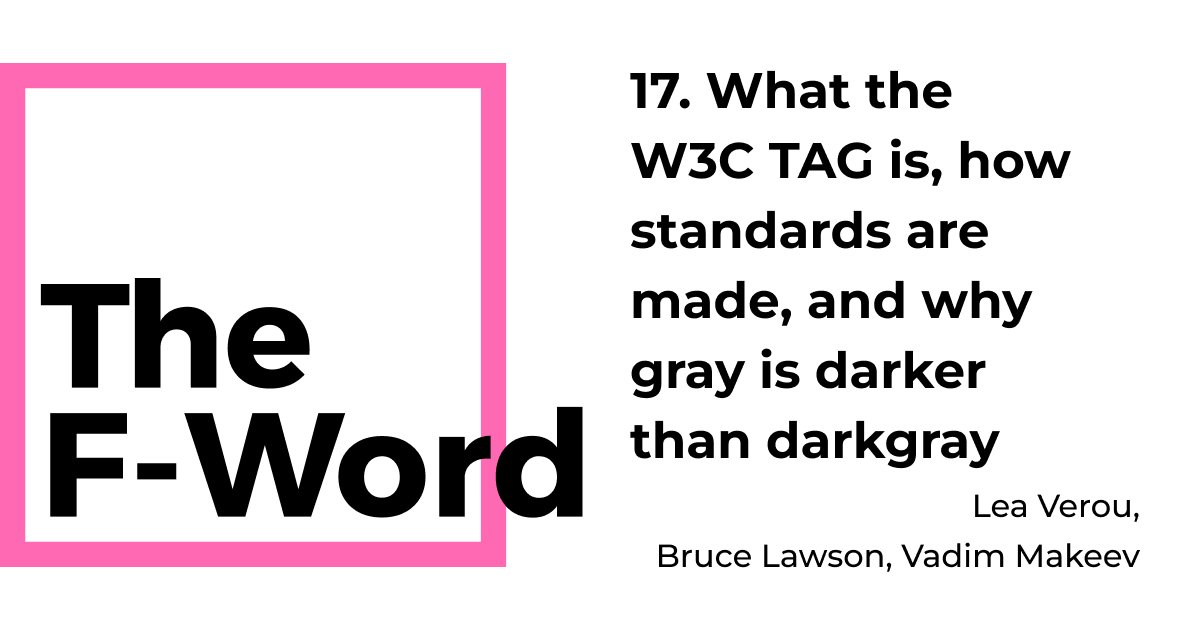 The
F-Word
17. What the
W3C TAG is, how
standards are
made, and why
gray is darker
than darkgray
Lea Verou,
Bruce Lawson, Vadim Makeev